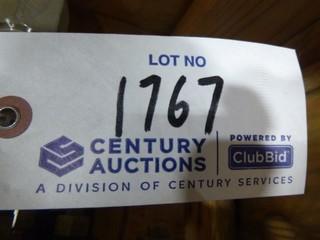 LOT NO
1767
CENTURY AUCTIONS
POWERED BY
ClubBid
A DIVISION OF CENTURY SERVICES